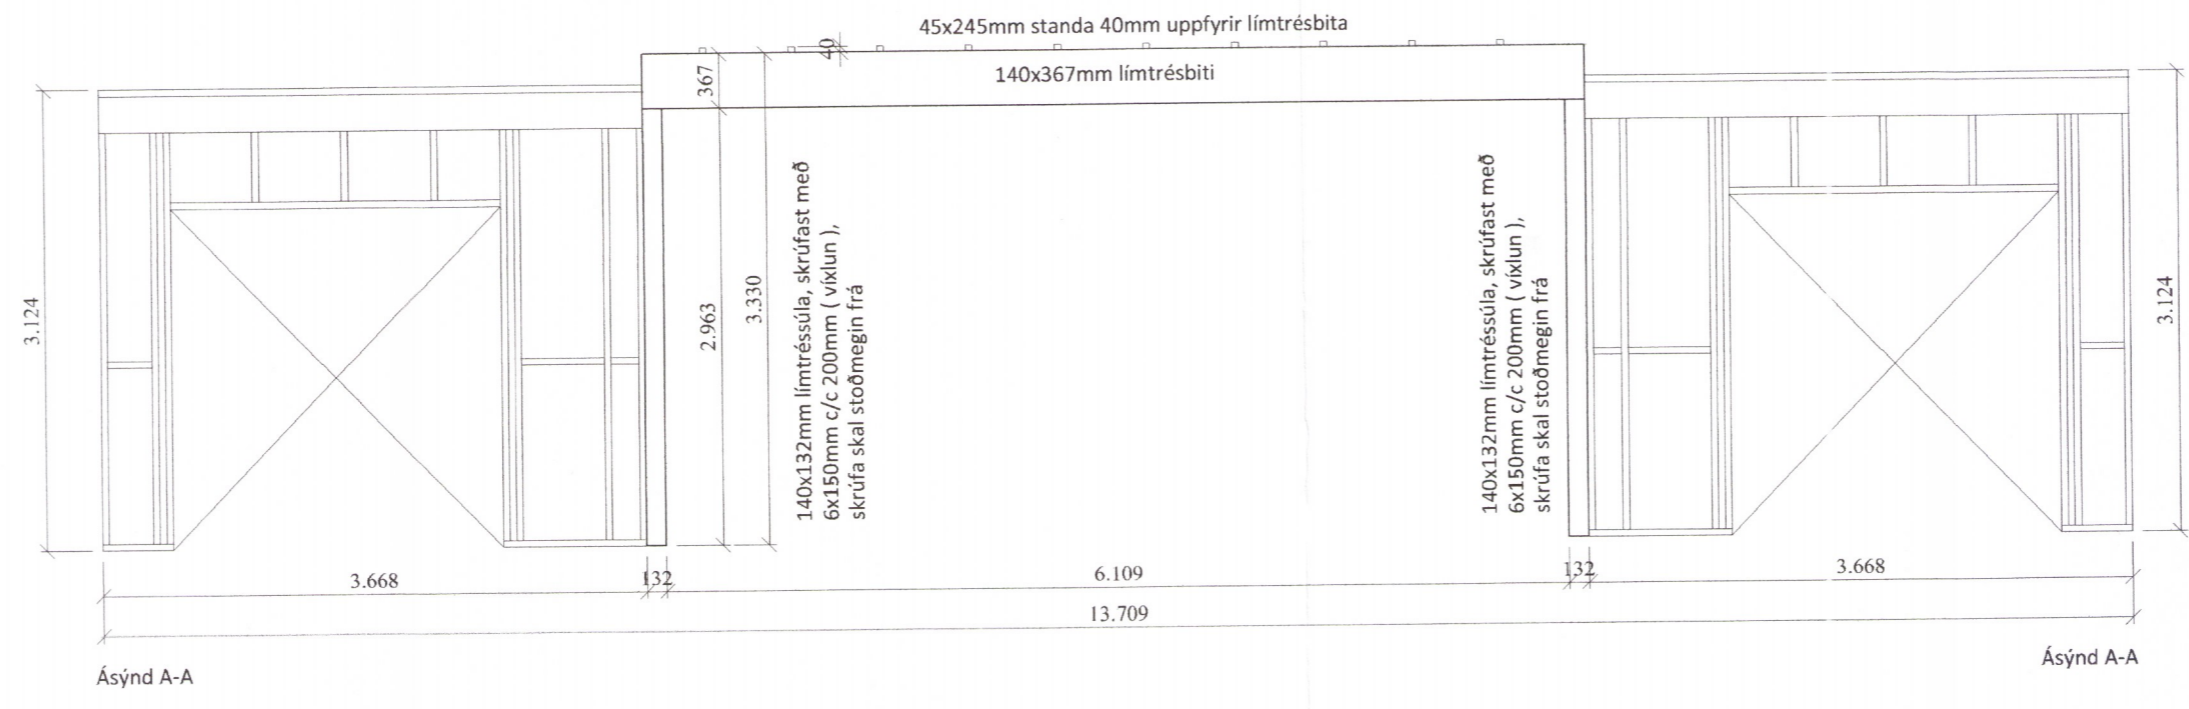 45x245mm standa 40mm uppfyrir límtrésbita
40
367
140x367mm límtrésbiti
3.124
2.963
3.330
140x132mm límtréssúla, skrúfast með
6x150mm c/c 200mm ( víxlun ),
skrúfa skal stoðmegin frá
140x132mm límtréssúla, skrúfast með
6x150mm c/c 200mm ( víxlun ),
skrúfa skal stoðmegin frá
3.124
3.668
132
6.109
132
3.668
13.709
Ásýnd A-A
Ásýnd A-A